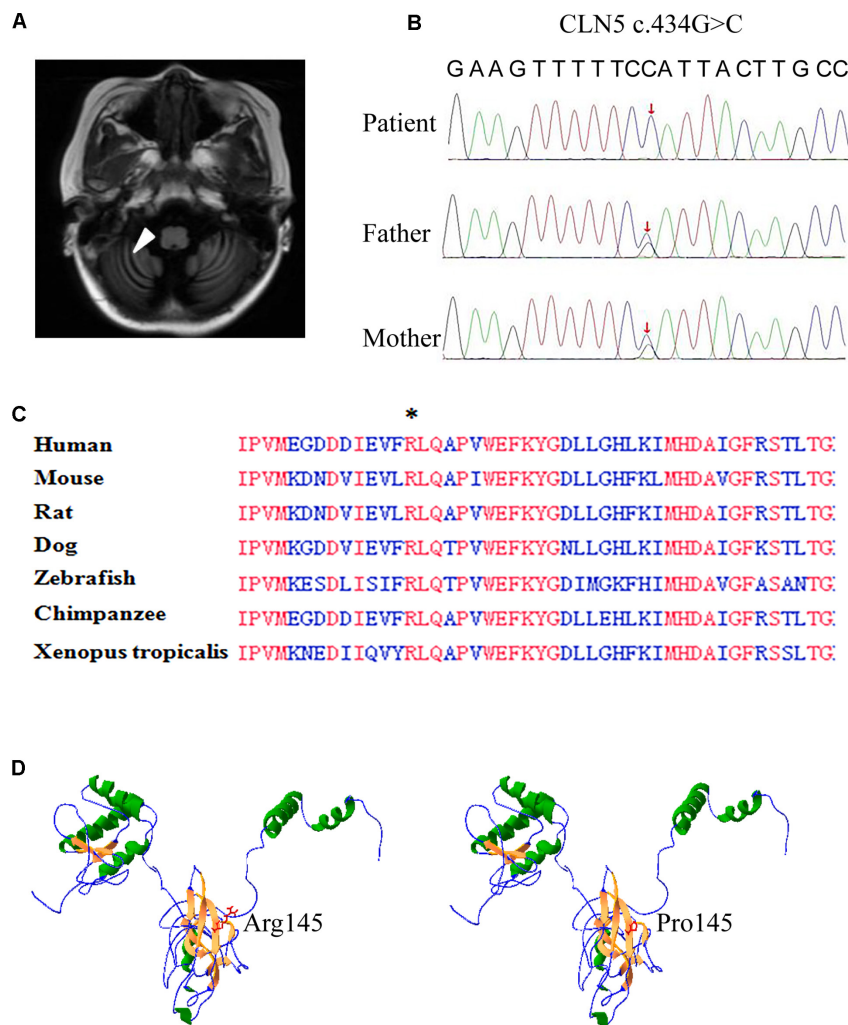 A
B
CLN5 c.434G>C
GAAGTTTTTCCATTACTTGCC
Patient
Father
Mother
C
*
Human IPVMEGDDDIEVFRLQAPVWEFKYGDLLGHLKIMHDAIGFRSTLTG
Mouse IPVMKDNDVIEVLRLQAPIWEFKYGDLLGHFKLMHDAVGFRSTLTG
Rat IPVMKDNDVIEVLRLQAPVWEFKYGDLLGHFKIMHDAIGFRSTLTG
Dog IPVMKGDDVIEVFRLQTPVWEFKYGNLLGHLKIMHDAIGFKSTLTG
Zebrafish IPVMKESDLISIFRLQTPVWEFKYGDIMGKFHIMHDAVGFASANTG
Chimpanzee IPVMEGDDDIEVFRLQAPVWEFKYGDLLEHLKIMHDAIGFRSTLTG
Xenopus tropicalis IPVMKNEDIIQVYRLQAPVWEFKYGDLLGHFKIMHDAIGFRSSLTG
D
Arg145
Pro145